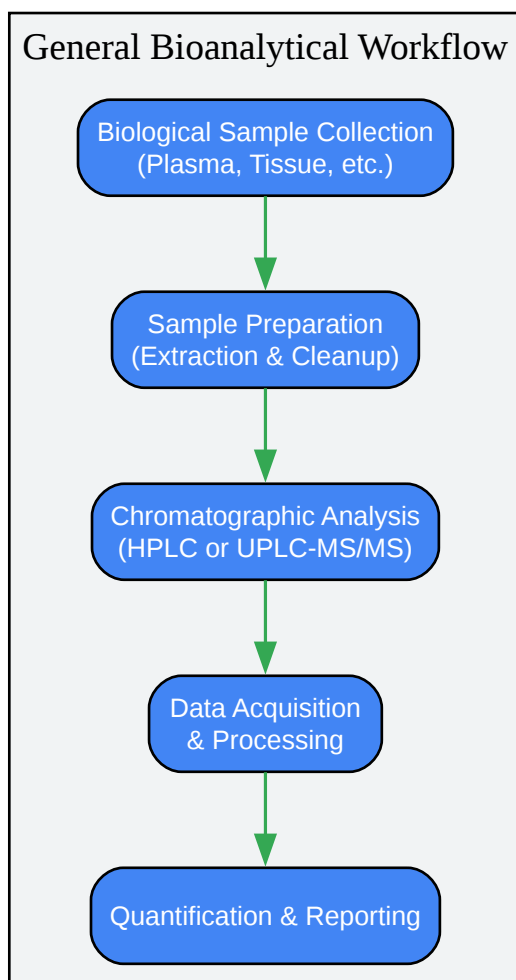 General Bioanalytical Workflow
Biological Sample Collection
(Plasma, Tissue, etc.)
Sample Preparation
(Extraction & Cleanup)
Chromatographic Analysis
(HPLC or UPLC-MS/MS)
Data Acquisition
& Processing
Quantification & Reporting